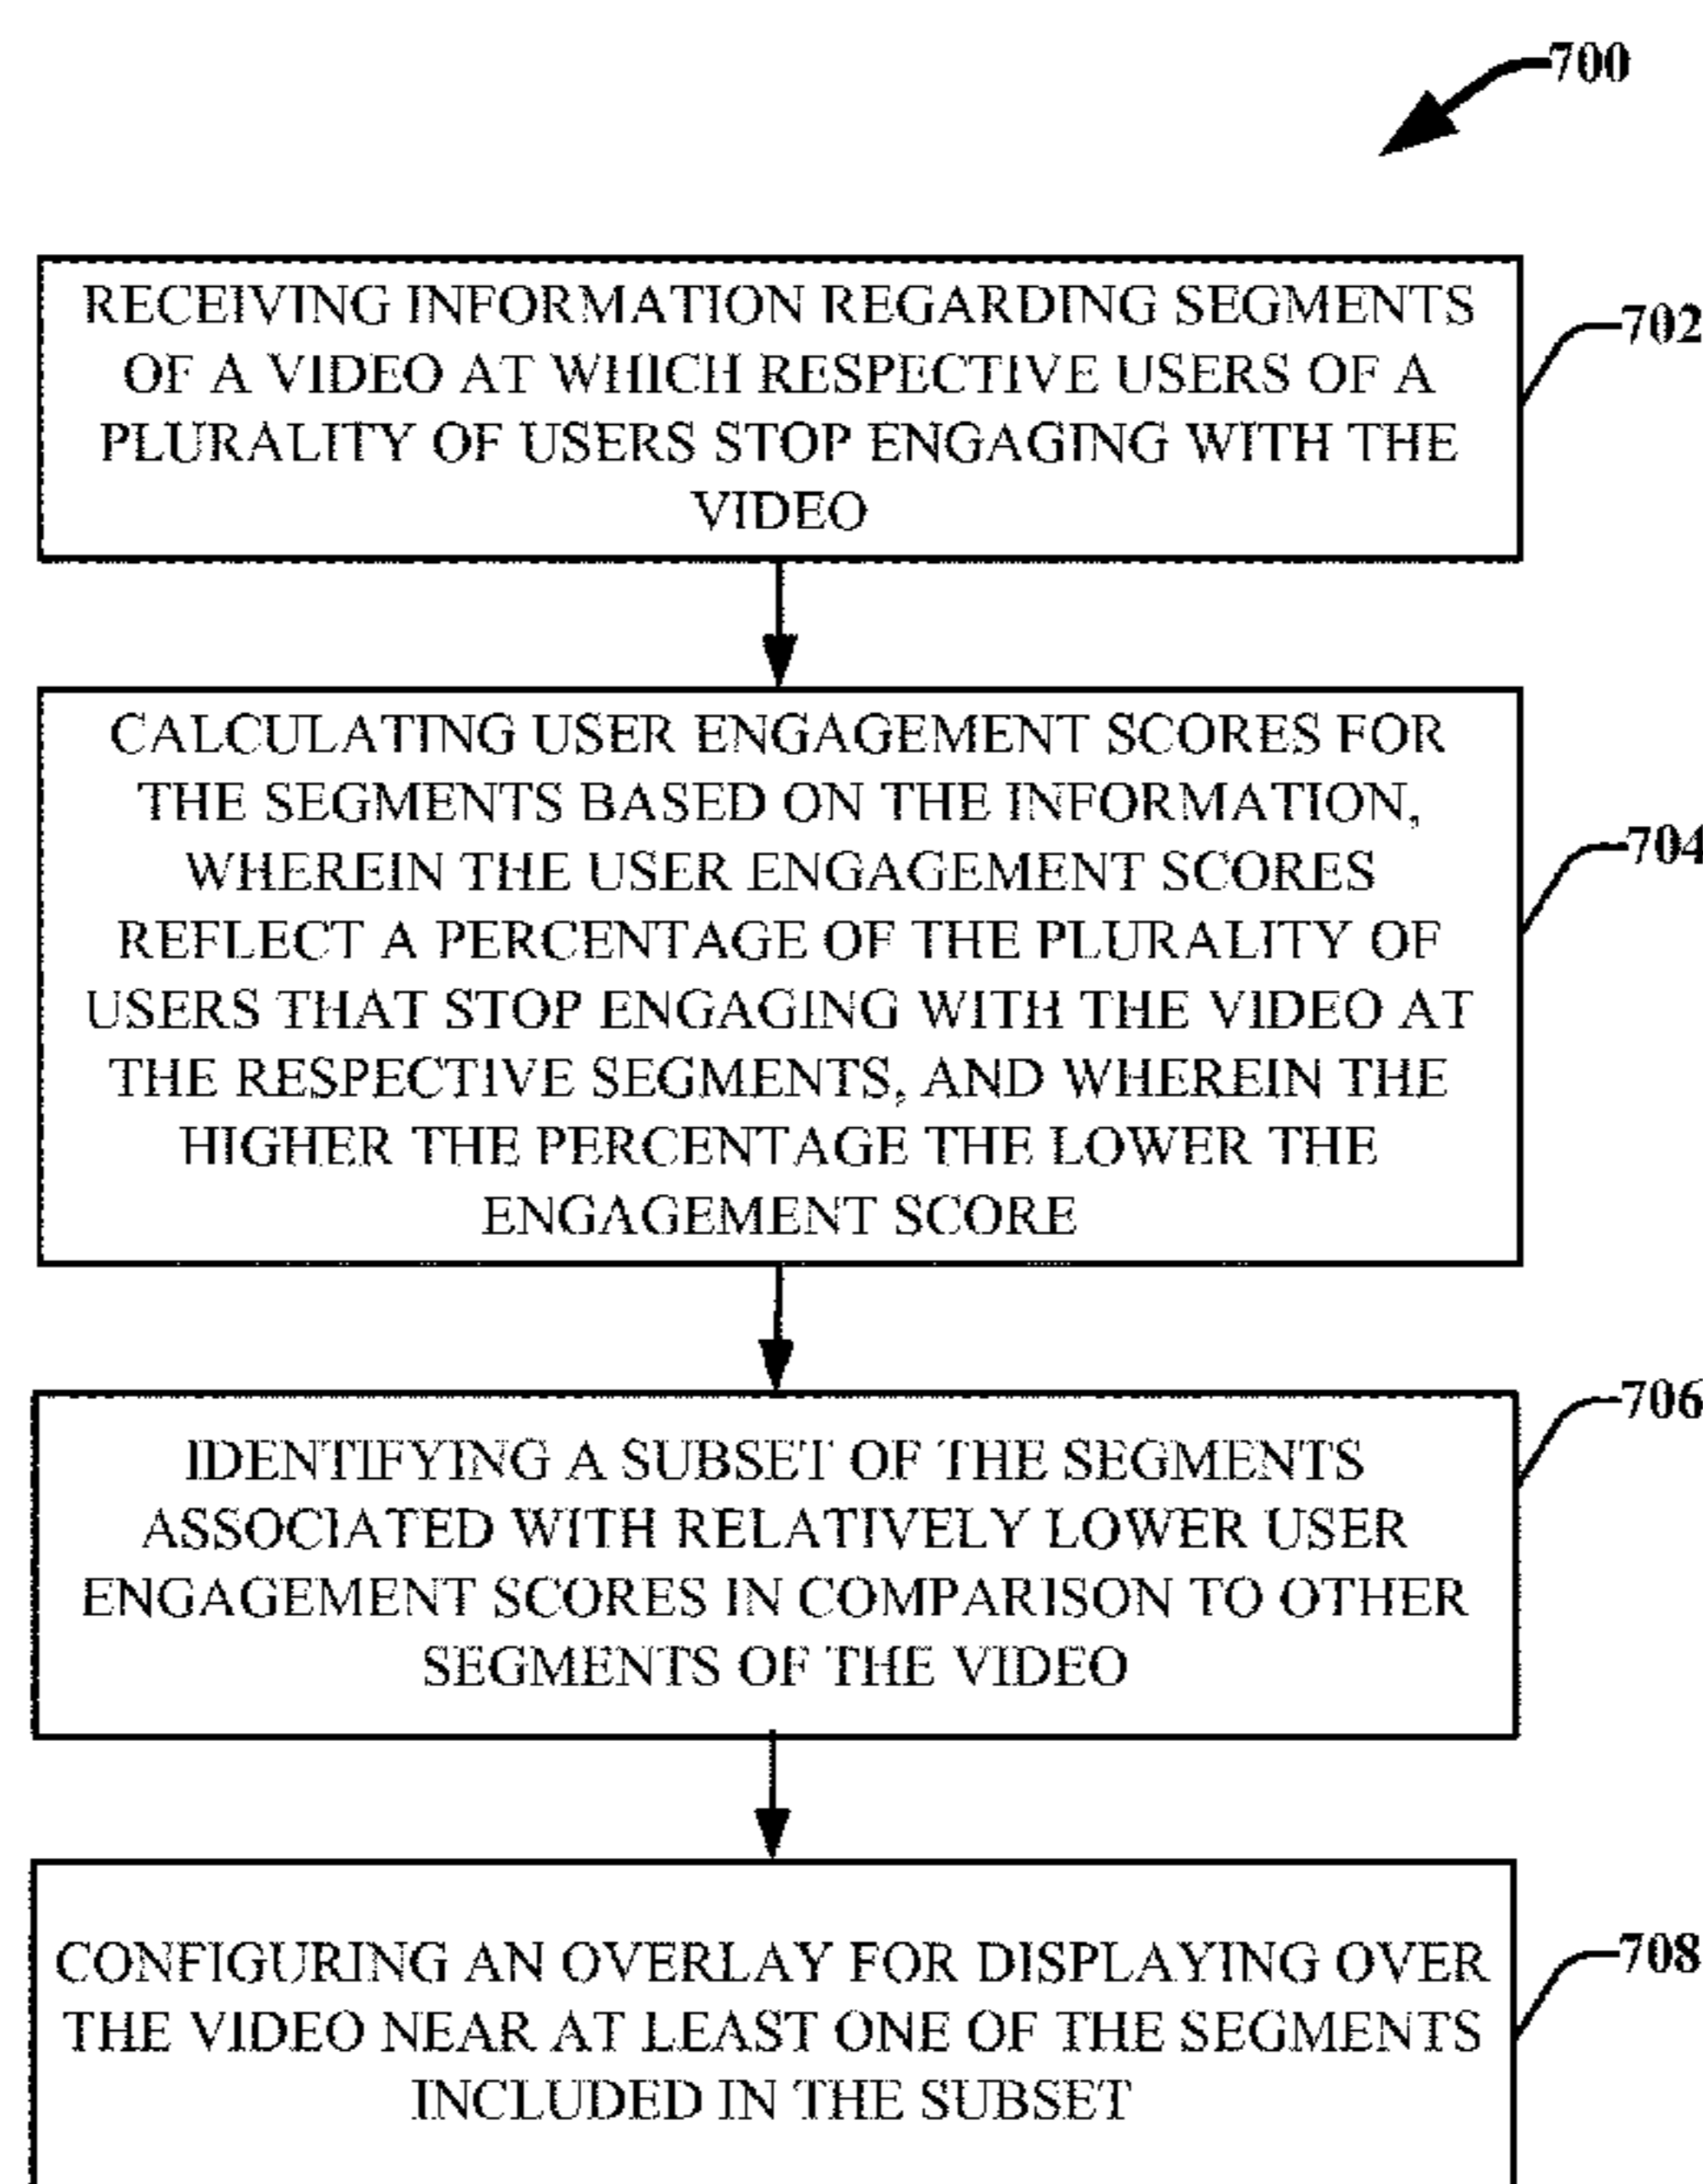 700
RECEIVING INFORMATION REGARDING SEGMENTS
OF A VIDEO AT WHICH RESPECTIVE USERS OF A
PLURALITY OF USERS STOP ENGAGING WITH THE
VIDEO
702
CALCULATING USER ENGAGEMENT SCORES FOR
THE SEGMENTS BASED ON THE INFORMATION,
WHEREIN THE USER ENGAGEMENT SCORES
REFLECT A PERCENTAGE OF THE PLURALITY OF
USERS THAT STOP ENGAGING WITH THE VIDEO AT
THE RESPECTIVE SEGMENTS, AND WHEREIN THE
HIGHER THE PERCENTAGE THE LOWER THE
ENGAGEMENT SCORE
704
IDENTIFYING A SUBSET OF THE SEGMENTS
ASSOCIATED WITH RELATIVELY LOWER USER
ENGAGEMENT SCORES IN COMPARISON TO OTHER
SEGMENTS OF THE VIDEO
706
CONFIGURING AN OVERLAY FOR DISPLAYING OVER
THE VIDEO NEAR AT LEAST ONE OF THE SEGMENTS
INCLUDED IN THE SUBSET
708